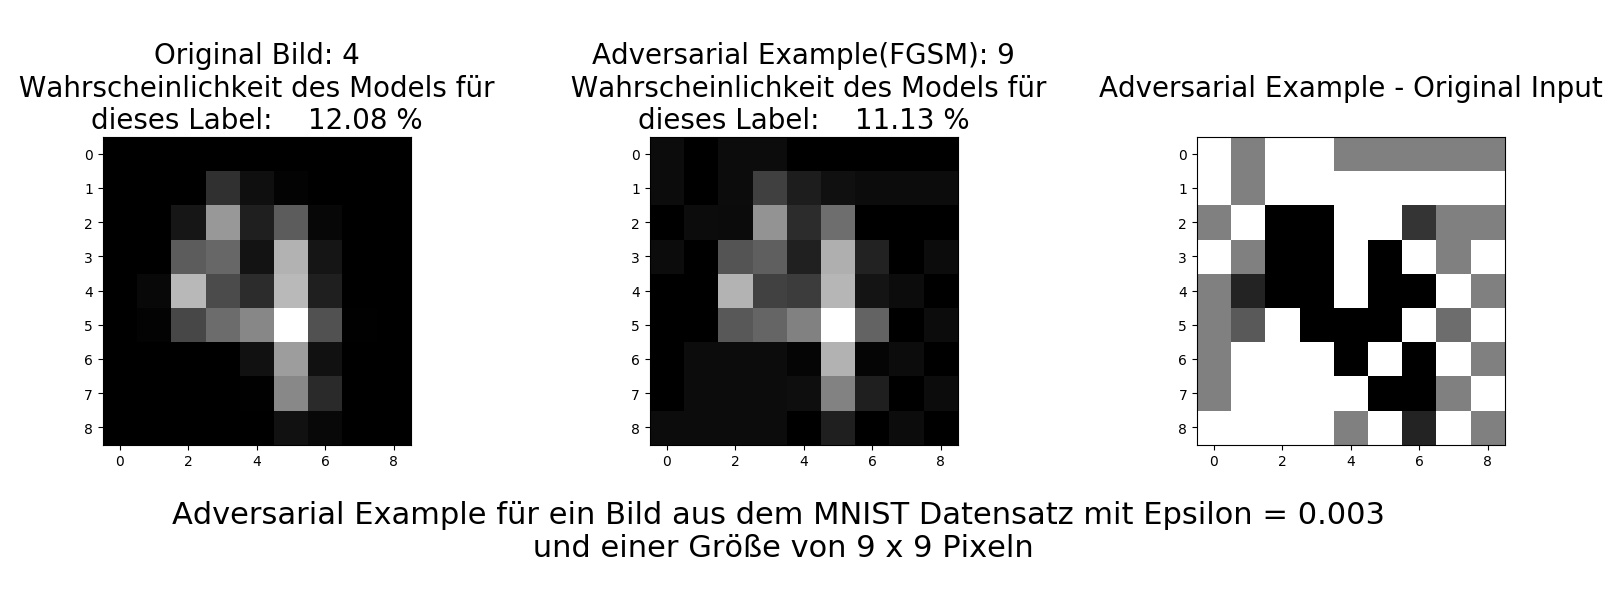 Original Bild: 4
Wahrscheinlichkeit des Models für
dieses Label:    12.08 %
Adversarial Example(FGSM): 9
Wahrscheinlichkeit des Models für
dieses Label:    11.13 %
Adversarial Example - Original Input
0
1
2
3
4
5
6
7
8
0 2 4 6 8
0
1
2
3
4
5
6
7
8
0 2 4 6 8
0
1
2
3
4
5
6
7
8
0 2 4 6 8
Adversarial Example für ein Bild aus dem MNIST Datensatz mit Epsilon = 0.003
und einer Größe von 9 x 9 Pixeln